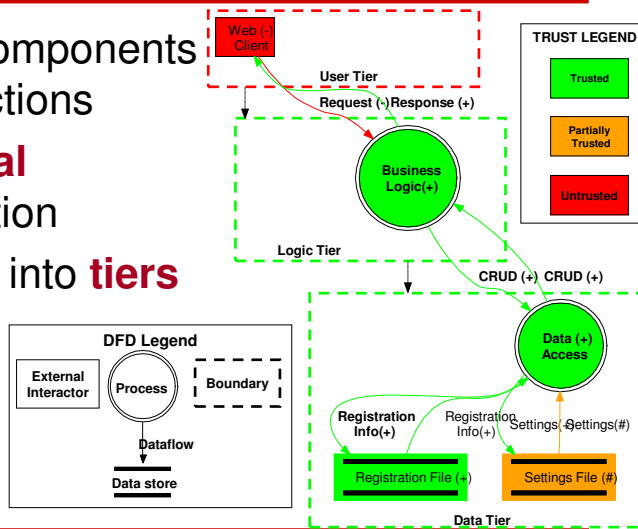 omponents
ctions
al
tion
into tiers
Web (-)
Client
User Tier
Request (-) Response (+)
Business
Logic(+)
Logic Tier
CRUD (+) CRUD (+)
Data (+)
Access
Registration
Info(+)
Registration
Info(+)
Settings(#)
Registration File (+)
Settings File (#)
Data Tier
TRUST LEGEND
Trusted
Partially
Trusted
Untrusted
DFD Legend
External
Interactor
Process
Boundary
Dataflow
Data store